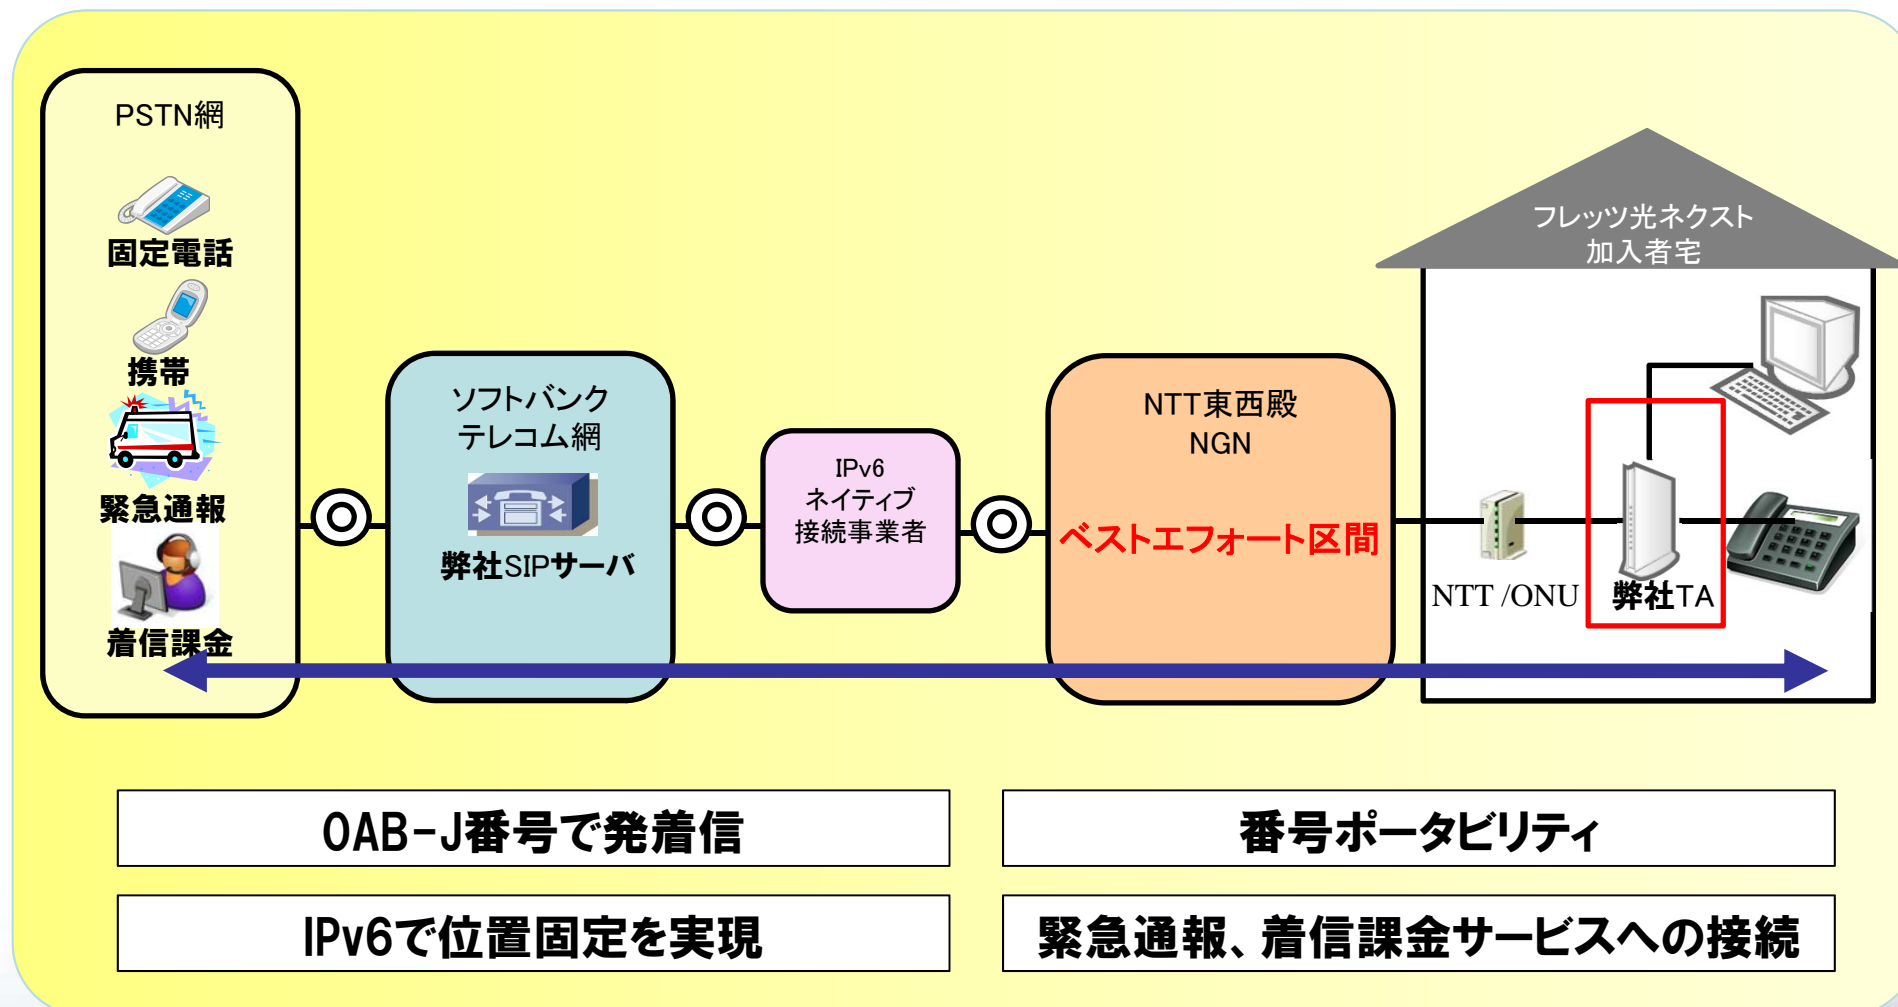 PSTN網
固定電話
携帯
緊急通報
着信課金
ソフトバンク
テレコム網
弊社SIPサーバ
IPv6
ネイティブ
接続事業者
NTT東西殿
NGN
ベストエフォート区間
フレッツ光ネクスト
加入者宅
NTT /ONU
弊社TA
0AB-J番号で発着信
番号ポータビリティ
IPv6で位置固定を実現
緊急通報、着信課金サービスへの接続